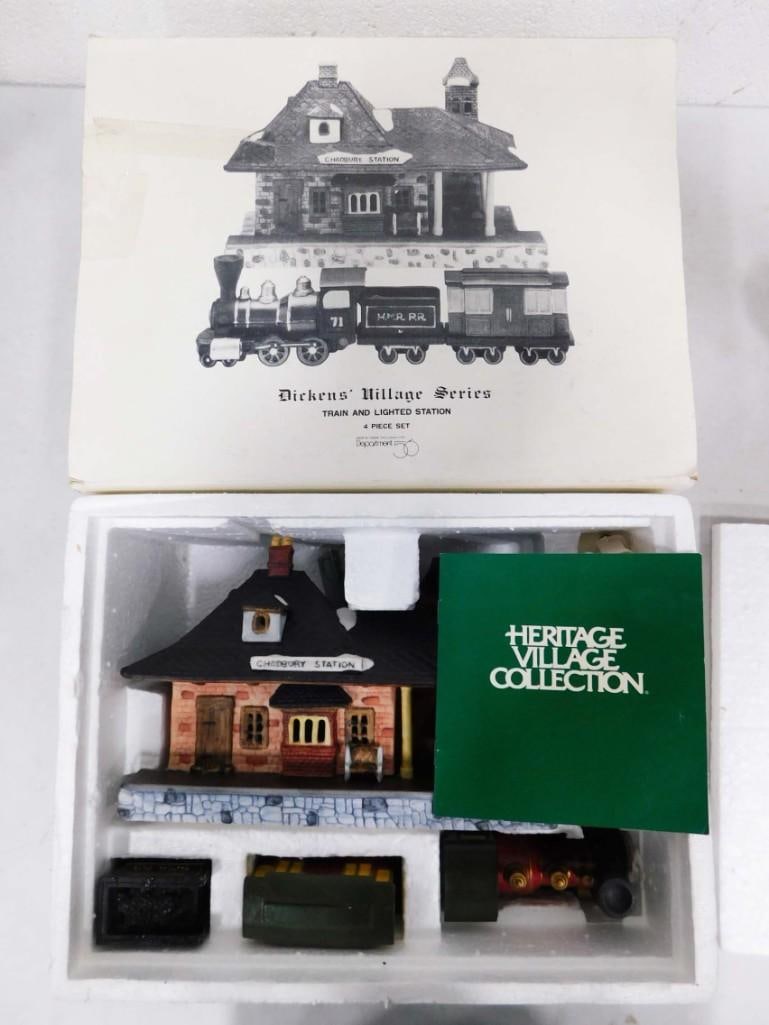 CHADBURY STATION
71
H.M.R. R.R.
Dickens' Village Series
TRAIN AND LIGHTED STATION
4 PIECE SET
Department 56
HERITAGE
VILLAGE
COLLECTION®
CHADBURY STATION